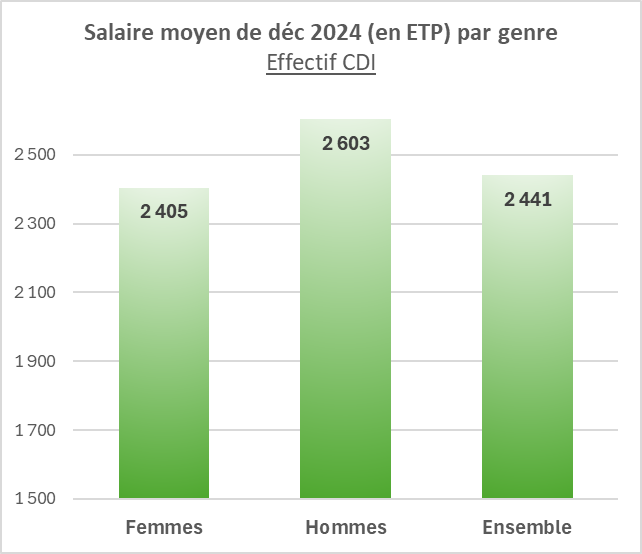 Salaire moyen de déc 2024 (en ETP) par genre
Effectif CDI
2 500
2 300
2 100
1 900
1 700
1 500
2 405
2 603
2 441
Femmes
Hommes
Ensemble